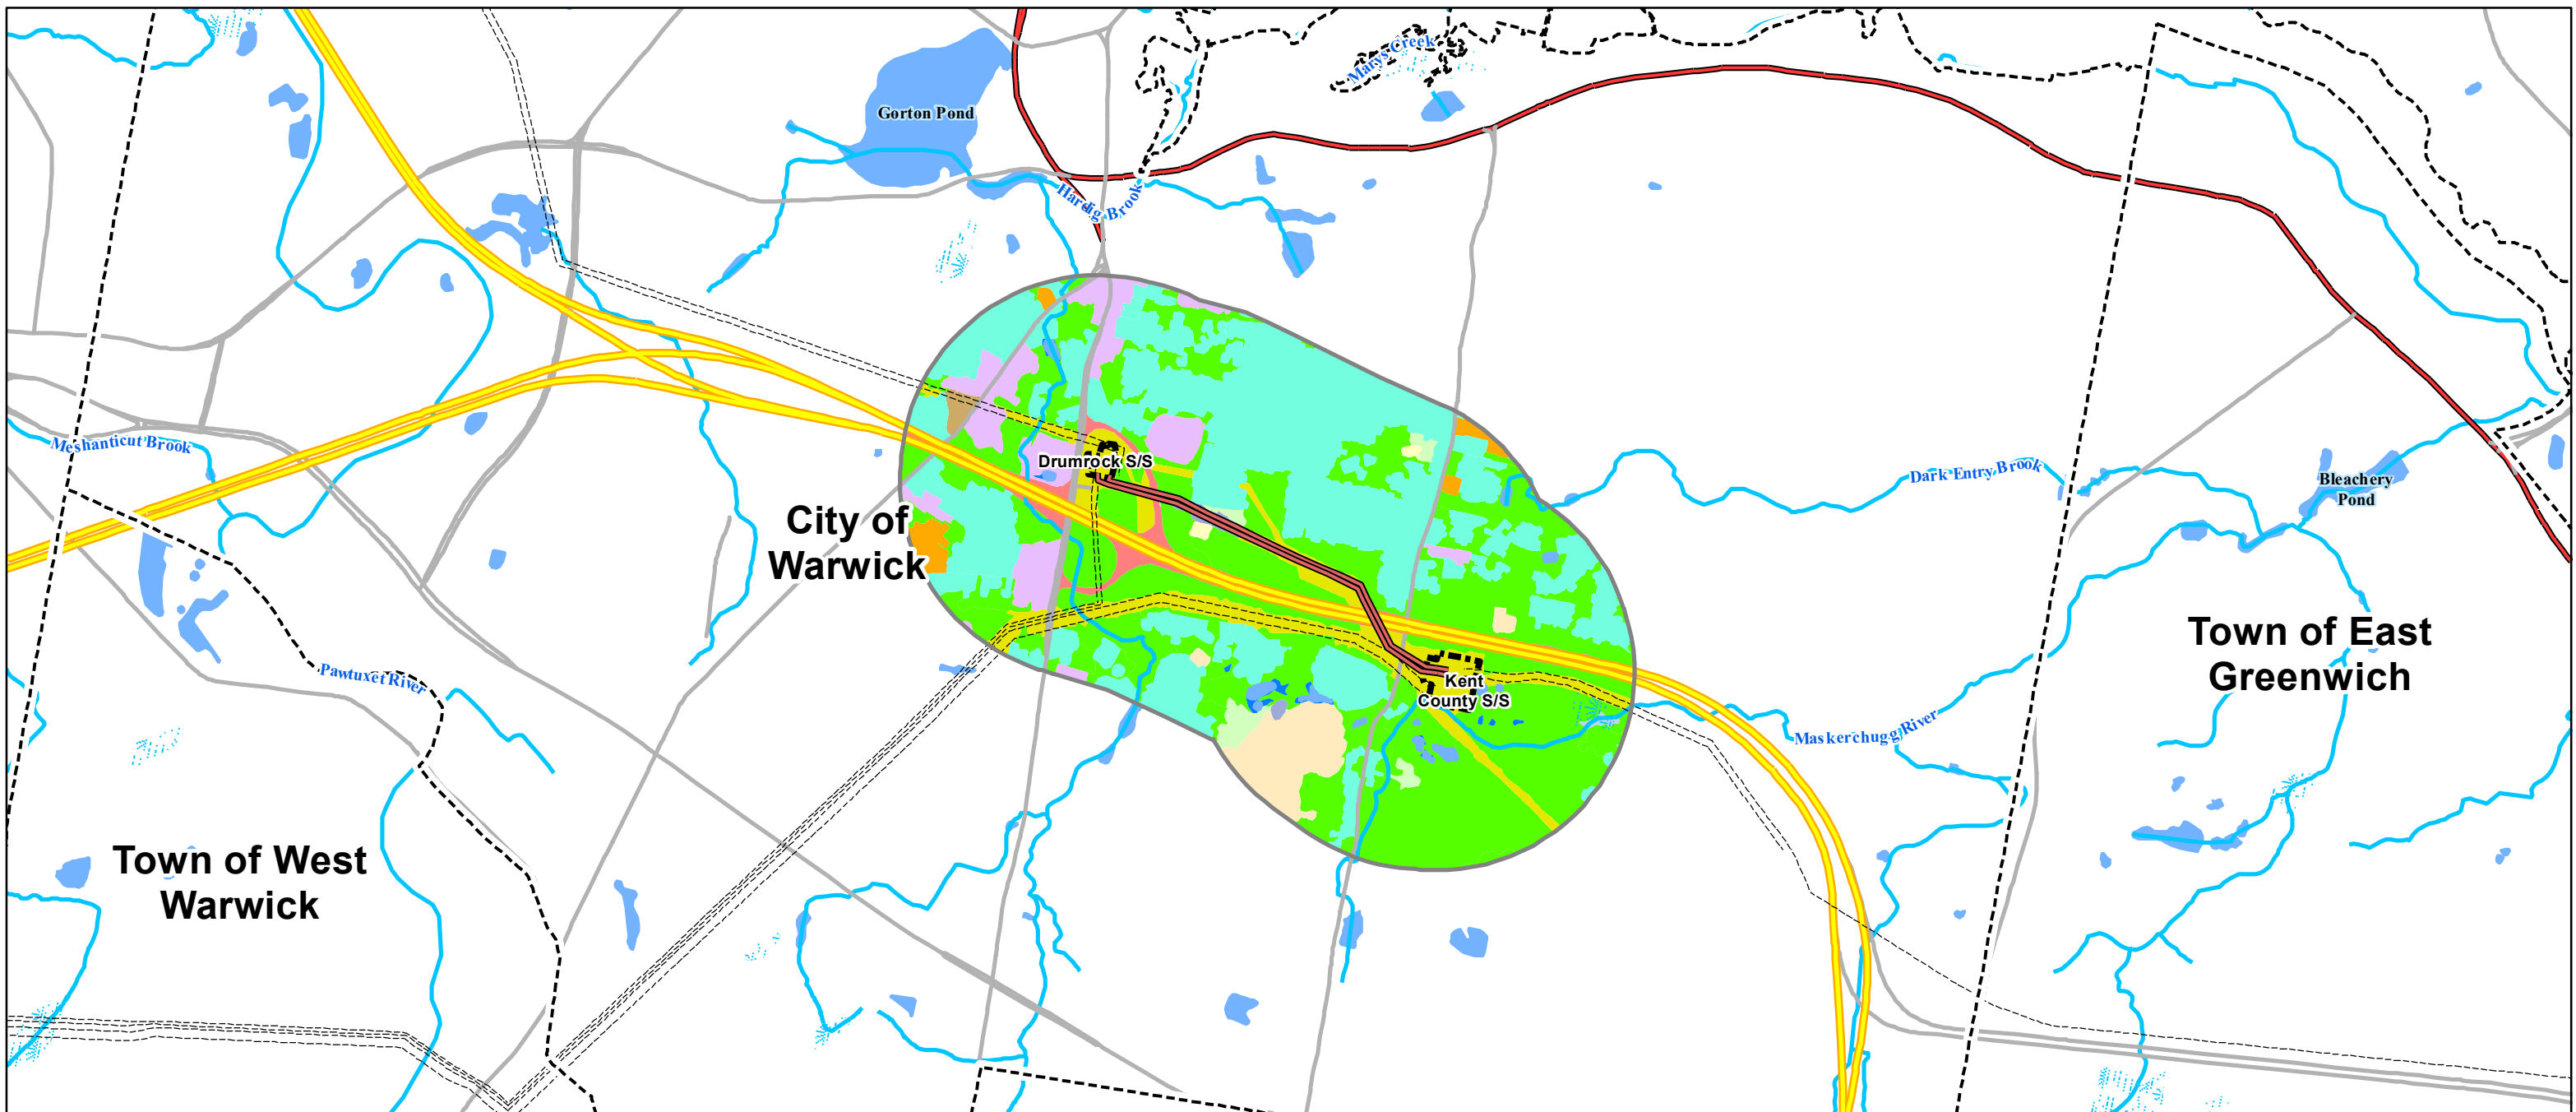 Marys Creek
Gorton Pond
Hardig Brook
Meshanticut Brook
Drumrock S/S
Dark Entry Brook
Bleachery
Pond
City of
Warwick
Town of East
Greenwich
Pawtuxet River
Kent
County S/S
Maskerchugg River
Town of West
Warwick